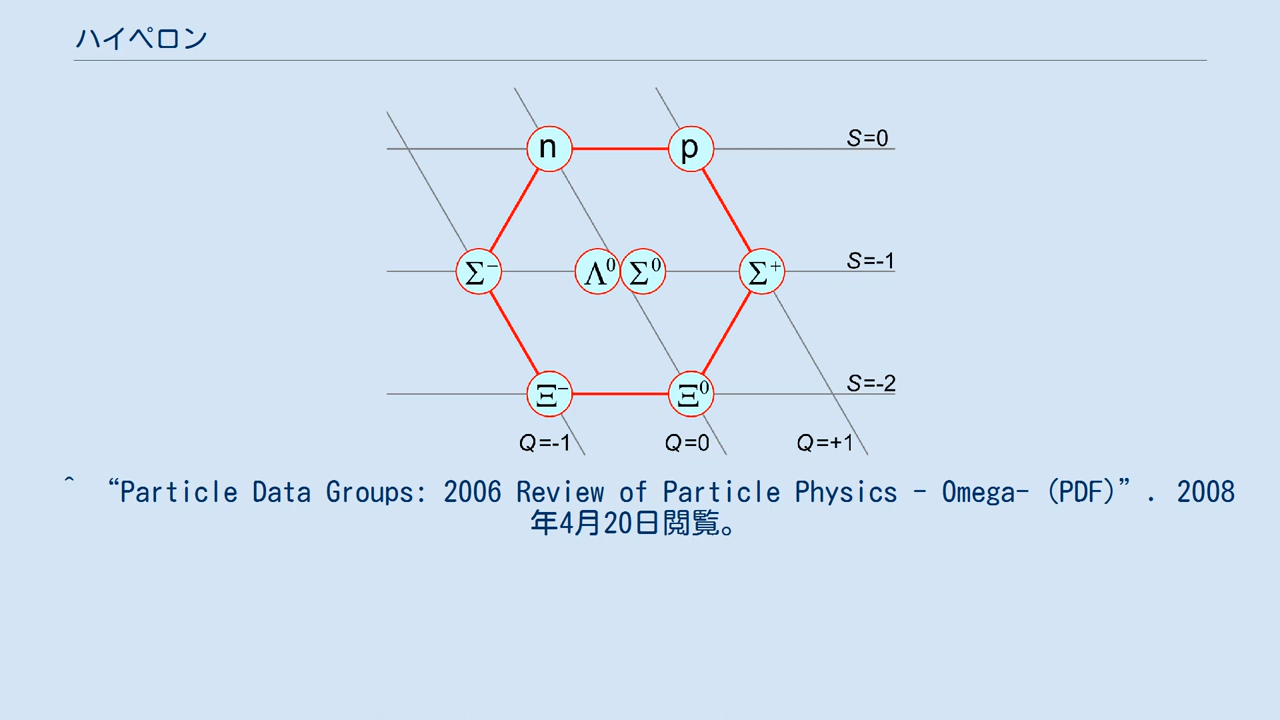 ハイペロン
n p S=0
Σ⁻ Λ⁰ Σ⁰ Σ⁺ S=-1
Ξ⁻ Ξ⁰ S=-2
Q=-1 Q=0 Q=+1
^ “Particle Data Groups: 2006 Review of Particle Physics - Omega- (PDF)”. 2008
年4月20日閲覧。